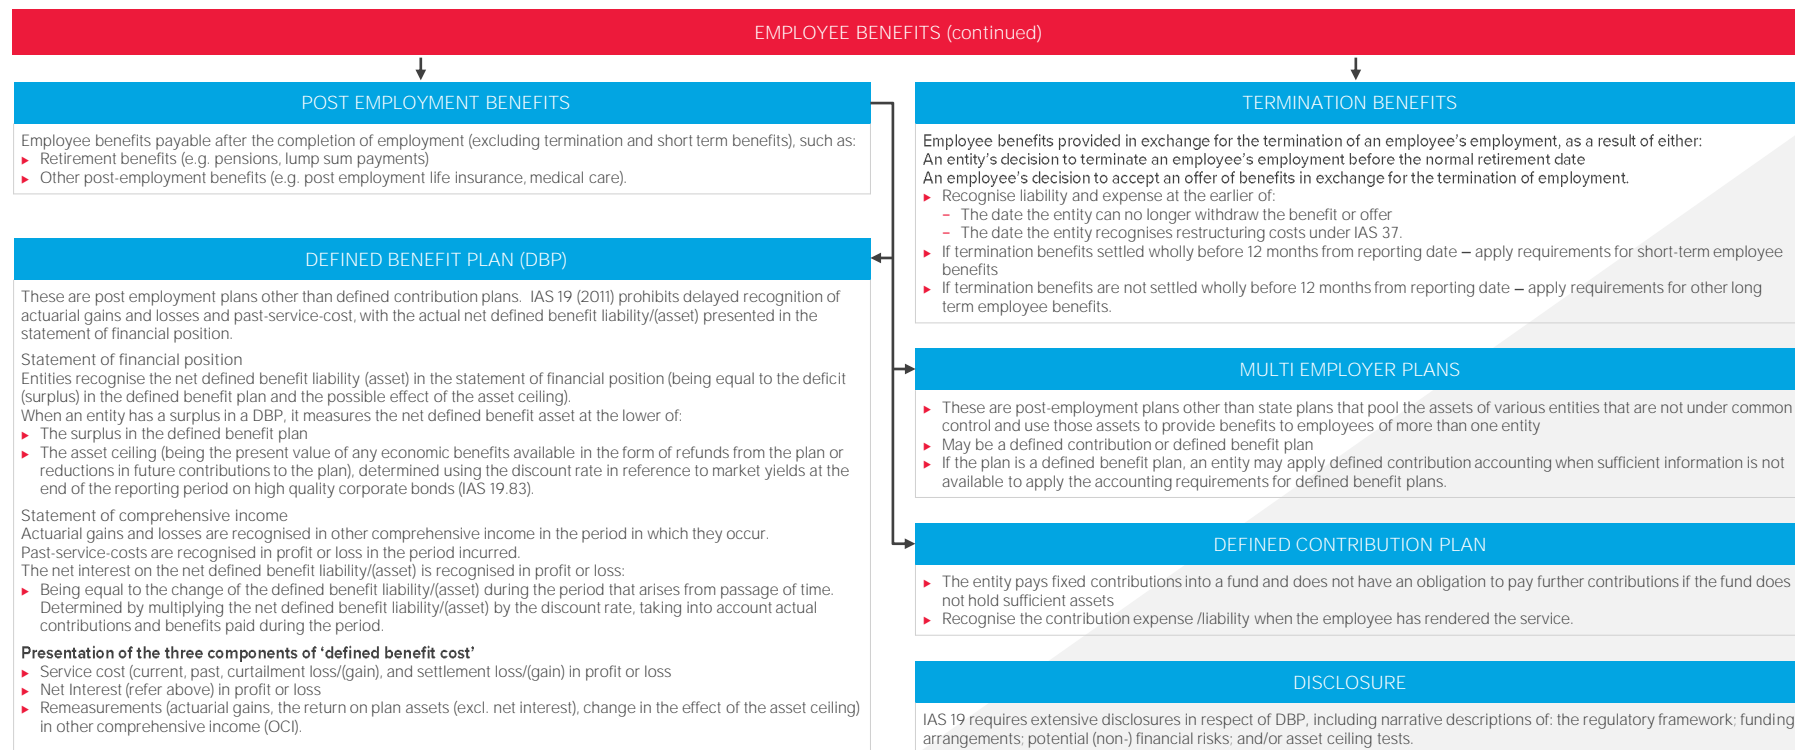 EMPLOYEE BENEFITS (continued)
POST EMPLOYMENT BENEFITS
Employee benefits payable after the completion of employment (excluding termination and short term benefits), such as:
► Retirement benefits (e.g. pensions, lump sum payments)
► Other post-employment benefits (e.g. post employment life insurance, medical care).
DEFINED BENEFIT PLAN (DBP)
These are post employment plans other than defined contribution plans. IAS 19 (2011) prohibits delayed recognition of
actuarial gains and losses and past-service-cost, with the actual net defined benefit liability/(asset) presented in the
statement of financial position.
Statement of financial position
Entities recognise the net defined benefit liability (asset) in the statement of financial position (being equal to the deficit
(surplus) in the defined benefit plan and the possible effect of the asset ceiling).
When an entity has a surplus in a DBP, it measures the net defined benefit asset at the lower of:
► The surplus in the defined benefit plan
► The asset ceiling (being the present value of any economic benefits available in the form of refunds from the plan or
reductions in future contributions to the plan), determined using the discount rate in reference to market yields at the
end of the reporting period on high quality corporate bonds (IAS 19.83).
Statement of comprehensive income
Actuarial gains and losses are recognised in other comprehensive income in the period in which they occur.
Past-service-costs are recognised in profit or loss in the period incurred.
The net interest on the net defined benefit liability/(asset) is recognised in profit or loss:
► Being equal to the change of the defined benefit liability/(asset) during the period that arises from passage of time.
Determined by multiplying the net defined benefit liability/(asset) by the discount rate, taking into account actual
contributions and benefits paid during the period.
Presentation of the three components of ‘defined benefit cost’
► Service cost (current, past, curtailment loss/(gain), and settlement loss/(gain) in profit or loss
► Net Interest (refer above) in profit or loss
► Remeasurements (actuarial gains, the return on plan assets (excl. net interest), change in the effect of the asset ceiling)
in other comprehensive income (OCI).
TERMINATION BENEFITS
Employee benefits provided in exchange for the termination of an employee’s employment, as a result of either:
An entity’s decision to terminate an employee’s employment before the normal retirement date
An employee’s decision to accept an offer of benefits in exchange for the termination of employment.
► Recognise liability and expense at the earlier of:
– The date the entity can no longer withdraw the benefit or offer
– The date the entity recognises restructuring costs under IAS 37.
► If termination benefits settled wholly before 12 months from reporting date – apply requirements for short-term employee
benefits
► If termination benefits are not settled wholly before 12 months from reporting date – apply requirements for other long
term employee benefits.
MULTI EMPLOYER PLANS
► These are post-employment plans other than state plans that pool the assets of various entities that are not under common
control and use those assets to provide benefits to employees of more than one entity
► May be a defined contribution or defined benefit plan
► If the plan is a defined benefit plan, an entity may apply defined contribution accounting when sufficient information is not
available to apply the accounting requirements for defined benefit plans.
DEFINED CONTRIBUTION PLAN
► The entity pays fixed contributions into a fund and does not have an obligation to pay further contributions if the fund does
not hold sufficient assets
► Recognise the contribution expense /liability when the employee has rendered the service.
DISCLOSURE
IAS 19 requires extensive disclosures in respect of DBP, including narrative descriptions of: the regulatory framework; funding
arrangements; potential (non-) financial risks; and/or asset ceiling tests.